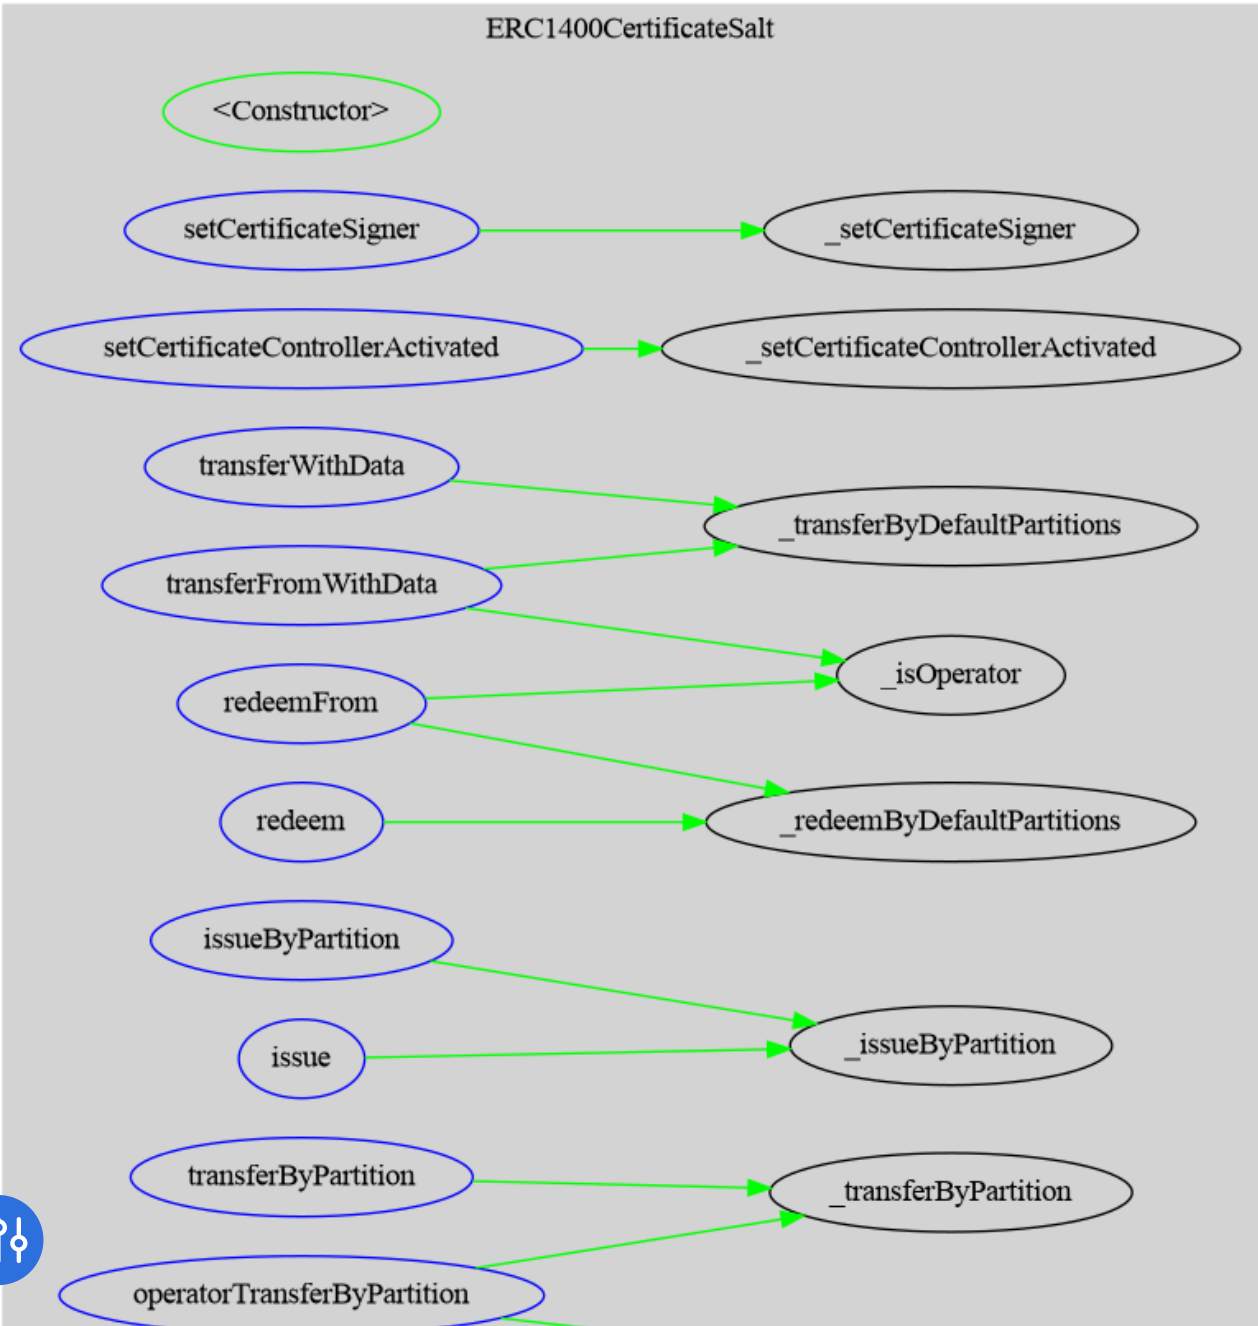 ERC1400CertificateSalt
<Constructor>
setCertificateSigner
_setCertificateSigner
setCertificateControllerActivated
_setCertificateControllerActivated
transferWithData
_transferByDefaultPartitions
transferFromWithData
_isOperator
redeemFrom
redeem
_redeemByDefaultPartitions
issueByPartition
_issueByPartition
issue
transferByPartition
_transferByPartition
operatorTransferByPartition